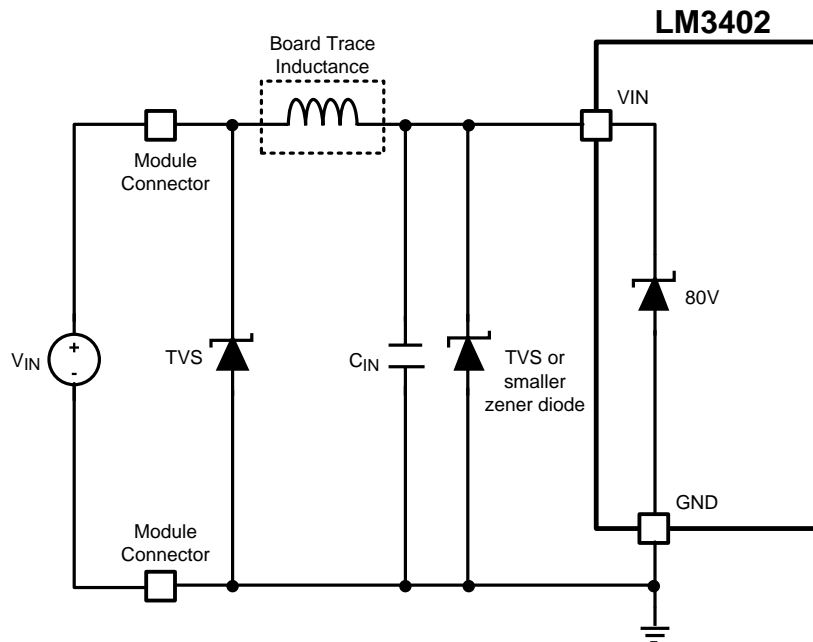 LM3402
Board Trace
Inductance
VIN
Module
Connector
80V
VIN
+
-
TVS
CIN
TVS or
smaller
zener diode
GND
Module
Connector